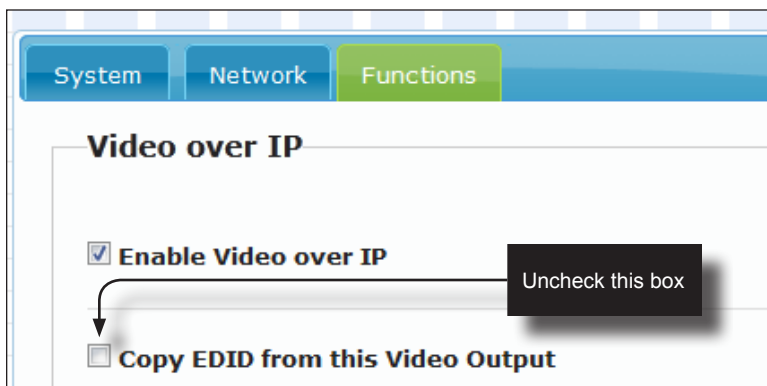 System Network Functions
Video over IP
Enable Video over IP
Uncheck this box
Copy EDID from this Video Output